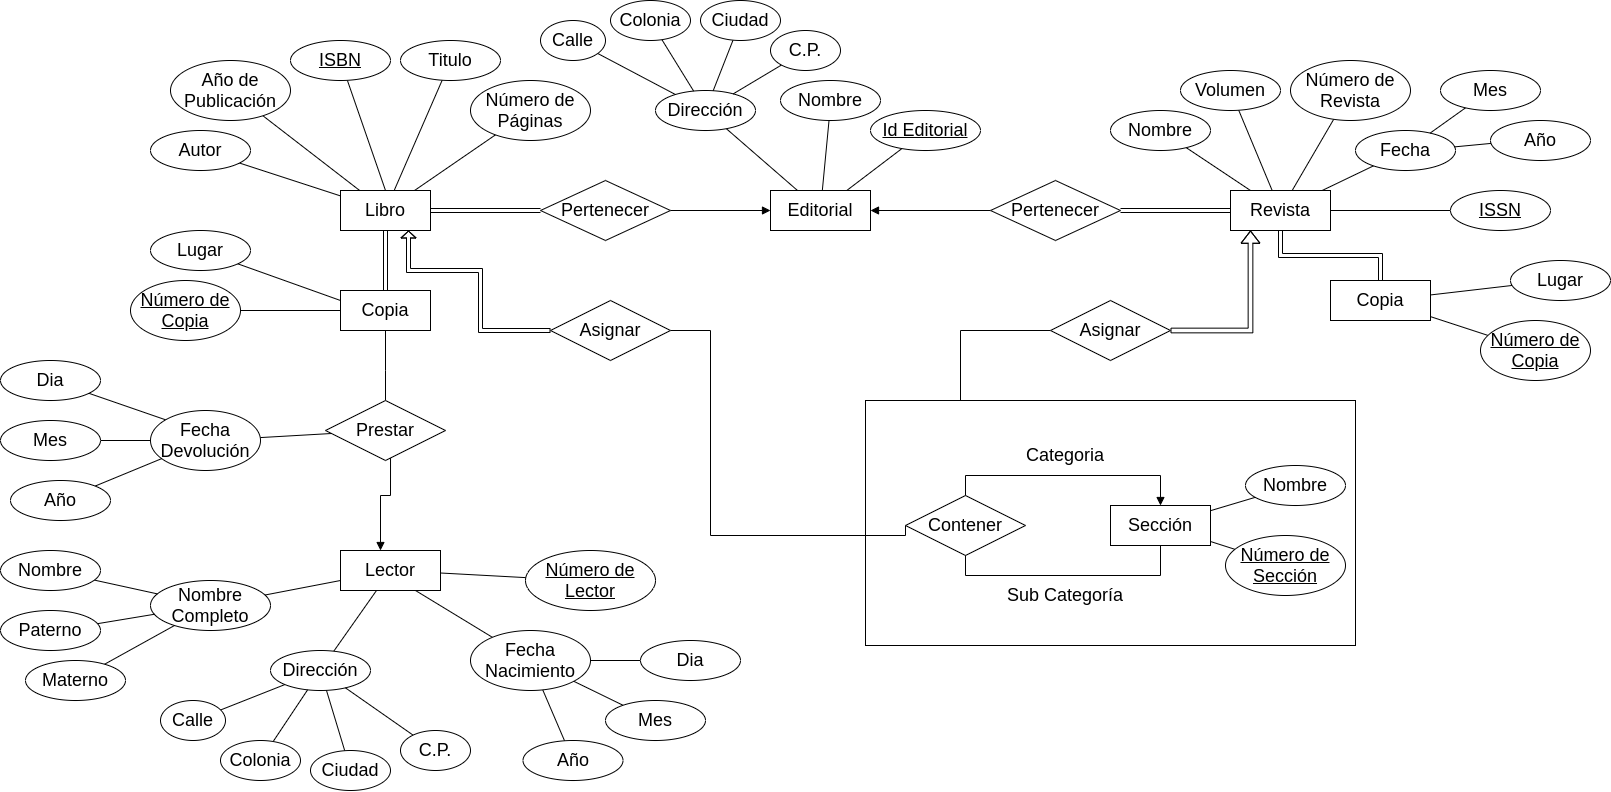 Calle
Colonia
Ciudad
C.P.
Dirección
Nombre
Id Editorial
Año de
Publicación
ISBN
Titulo
Número de
Páginas
Autor
Nombre
Volumen
Número de
Revista
Mes
Año
Fecha
ISSN
Libro
Pertenecer
Editorial
Pertenecer
Revista
Lugar
Número de
Copia
Copia
Asignar
Asignar
Copia
Lugar
Número de
Copia
Dia
Mes
Año
Fecha
Devolución
Prestar
Categoria
Contener
Sección
Nombre
Número de
Sección
Sub Categoría
Nombre
Paterno
Materno
Nombre
Completo
Lector
Número de
Lector
Dirección
Calle
Colonia
Ciudad
C.P.
Fecha
Nacimiento
Dia
Mes
Año